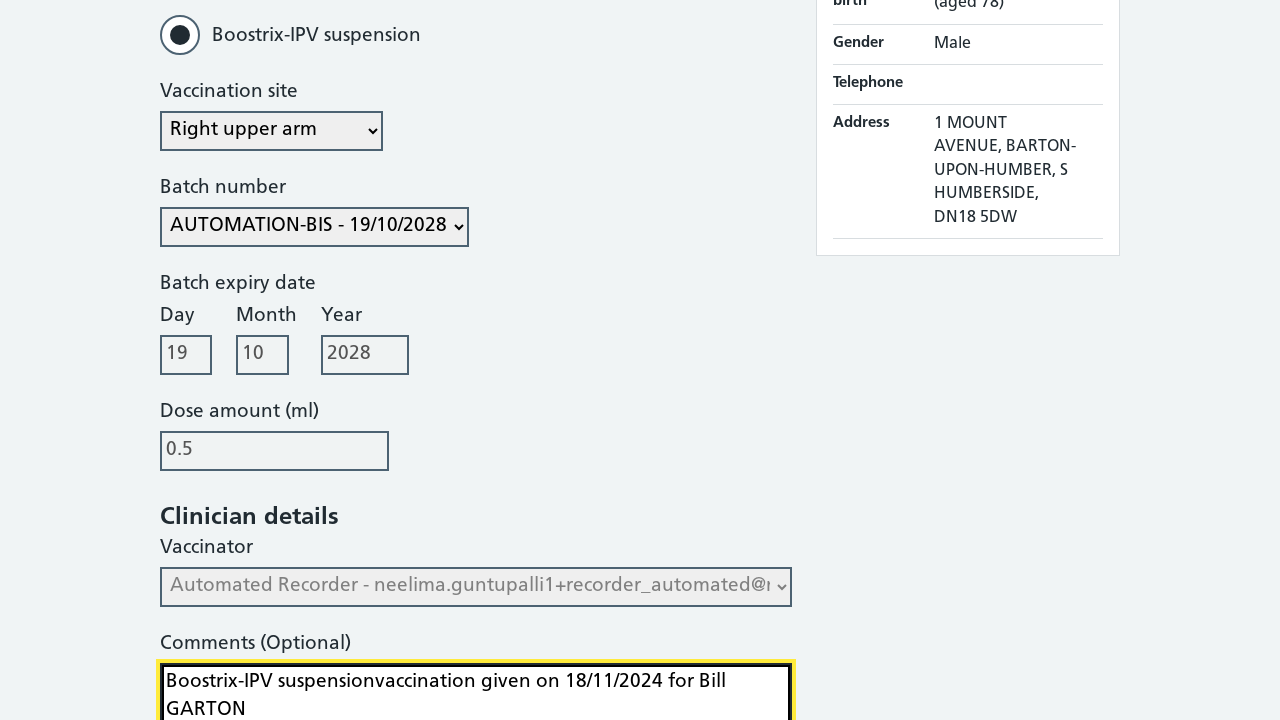 Boostrix-IPV suspension
Vaccination site
Right upper arm
Batch number
AUTOMATION-BIS - 19/10/2028
Batch expiry date
Day Month Year
19 10 2028
Dose amount (ml)
0.5
Clinician details
Vaccinator
Automated Recorder - neelima.guntupalli1+recorder_automated@
Comments (Optional)
Boostrix-IPV suspensionvaccination given on 18/11/2024 for Bill
GARTON
birth (aged 78)
Gender Male
Telephone
Address 1 MOUNT
AVENUE, BARTON-
UPON-HUMBER, S
HUMBERSIDE,
DN18 5DW